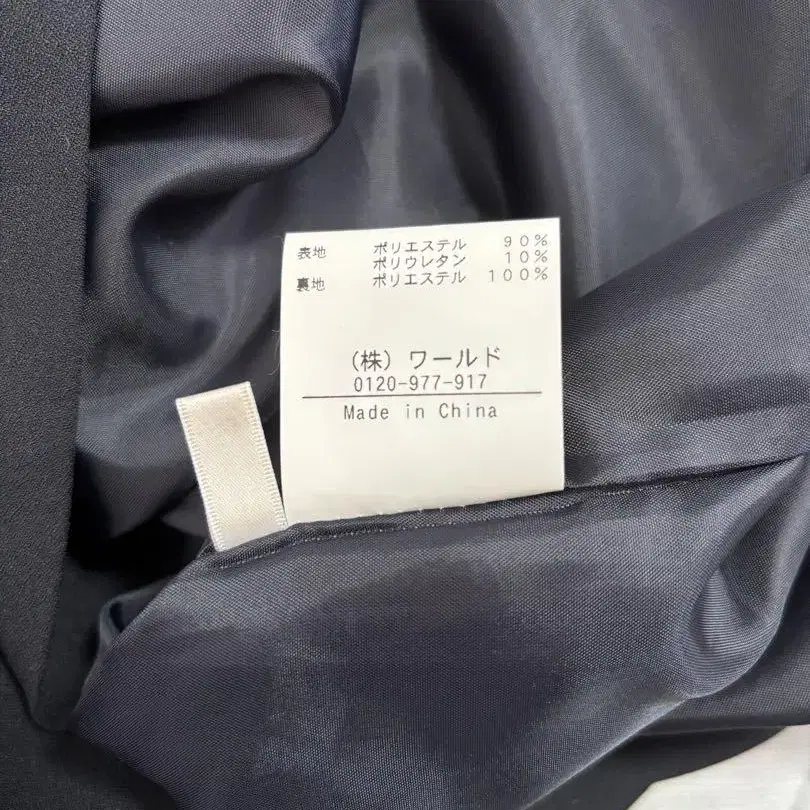 表地 ポリエステル 90%
ポリウレタン 10%
裏地 ポリエステル 100%
(株) ワールド
0120-977-917
Made in China